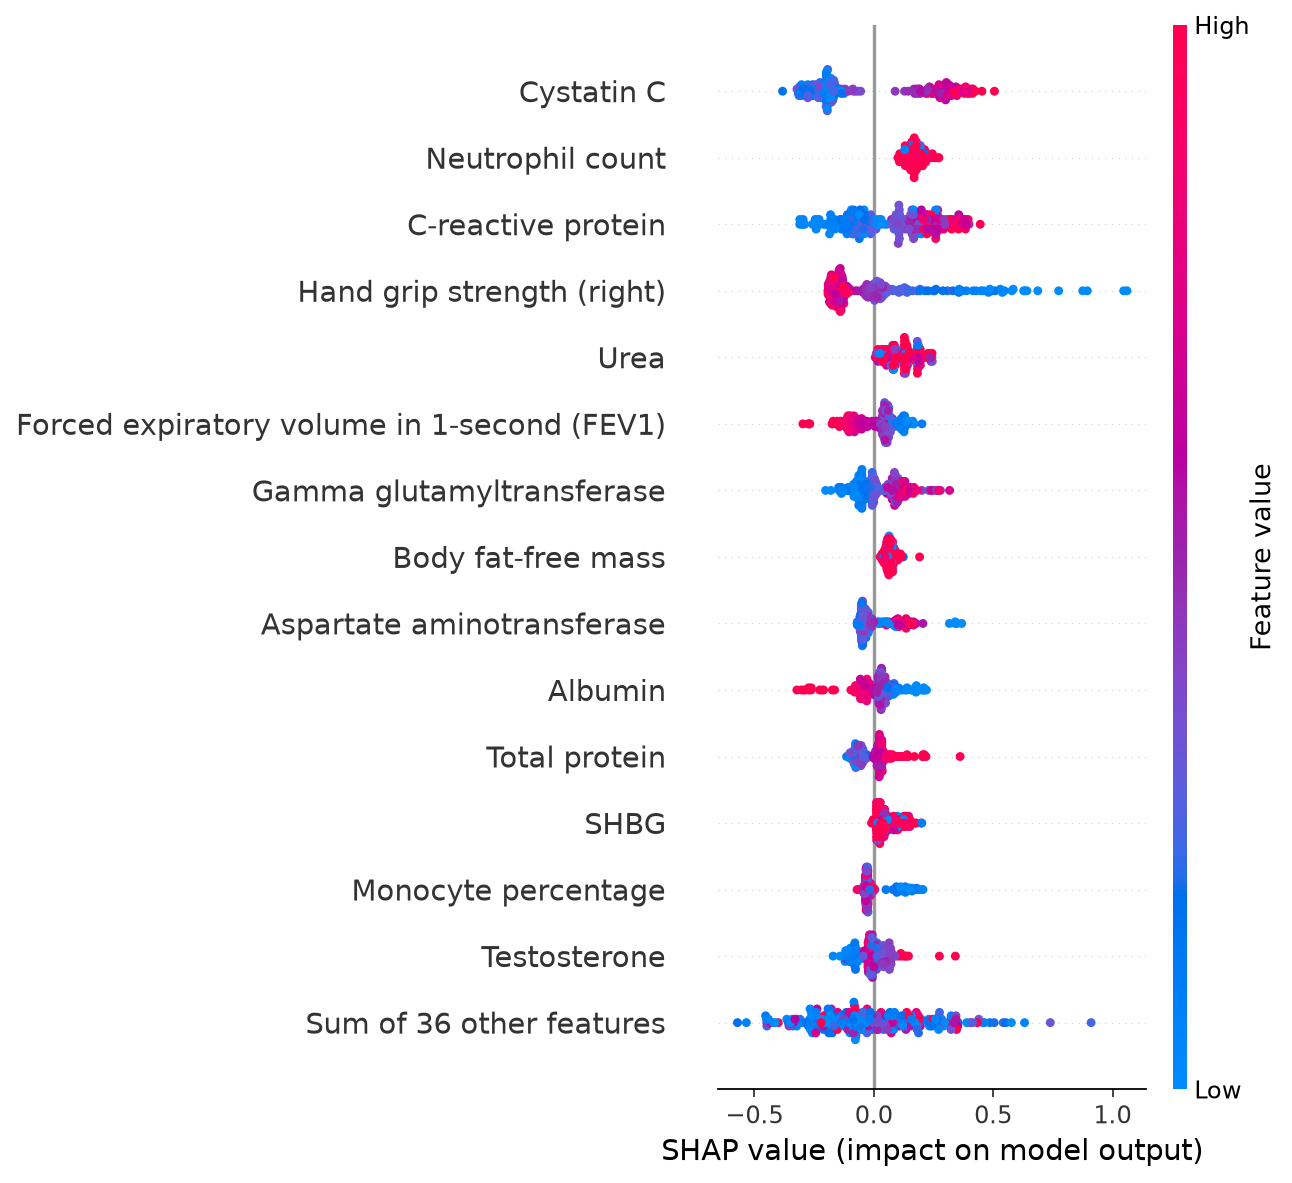 High
Cystatin C
Neutrophil count
C-reactive protein
Hand grip strength (right)
Urea
Forced expiratory volume in 1-second (FEV1)
Gamma glutamyltransferase
Body fat-free mass
Aspartate aminotransferase
Albumin
Total protein
SHBG
Monocyte percentage
Testosterone
Sum of 36 other features
Feature value
Low
−0.5 0.0 0.5 1.0
SHAP value (impact on model output)